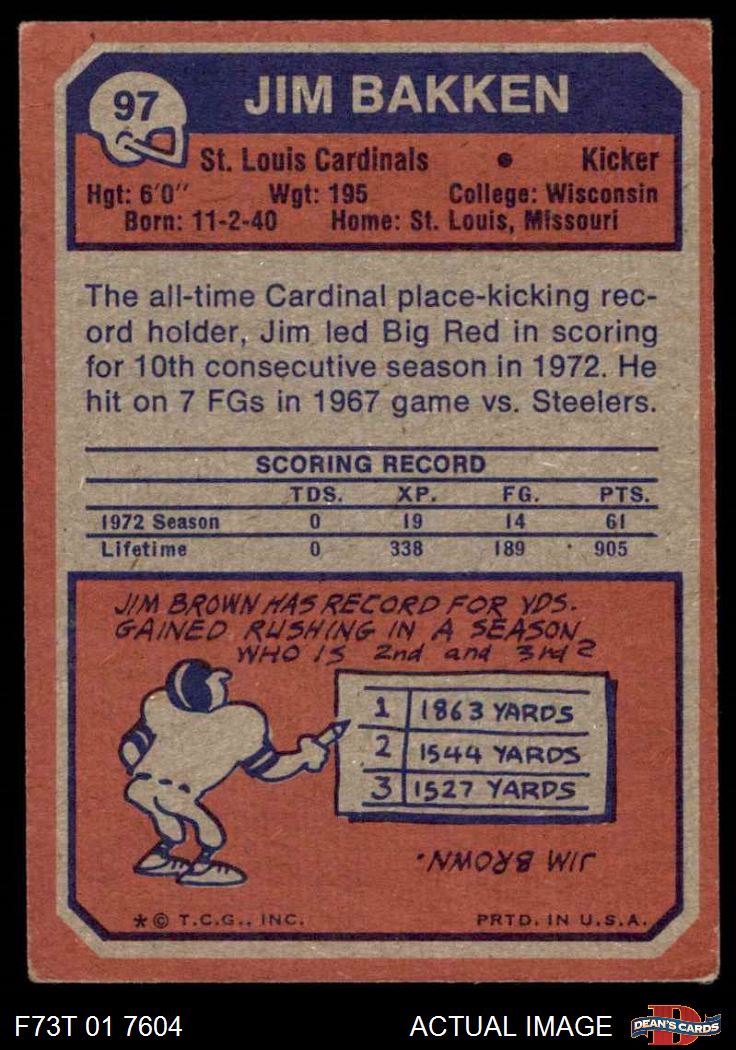 97
JIM BAKKEN
St. Louis Cardinals • Kicker
Hgt: 6'0" Wgt: 195 College: Wisconsin
Born: 11-2-40 Home: St. Louis, Missouri
The all-time Cardinal place-kicking rec-
ord holder, Jim led Big Red in scoring
for 10th consecutive season in 1972. He
hit on 7 FGs in 1967 game vs. Steelers.
SCORING RECORD
TDS. XP. FG. PTS.
1972 Season 0 19 14 61
Lifetime 0 338 189 905
JIM BROWN HAS RECORD FOR YDS.
GAINED RUSHING IN A SEASON
WHO IS 2nd and 3rd?
1 1863 YARDS
2 1544 YARDS
3 1527 YARDS
JIM BROWN.
* © T.C.G., INC. PRTD. IN U.S.A.
F73T 01 7604 ACTUAL IMAGE DEAN'S CARDS